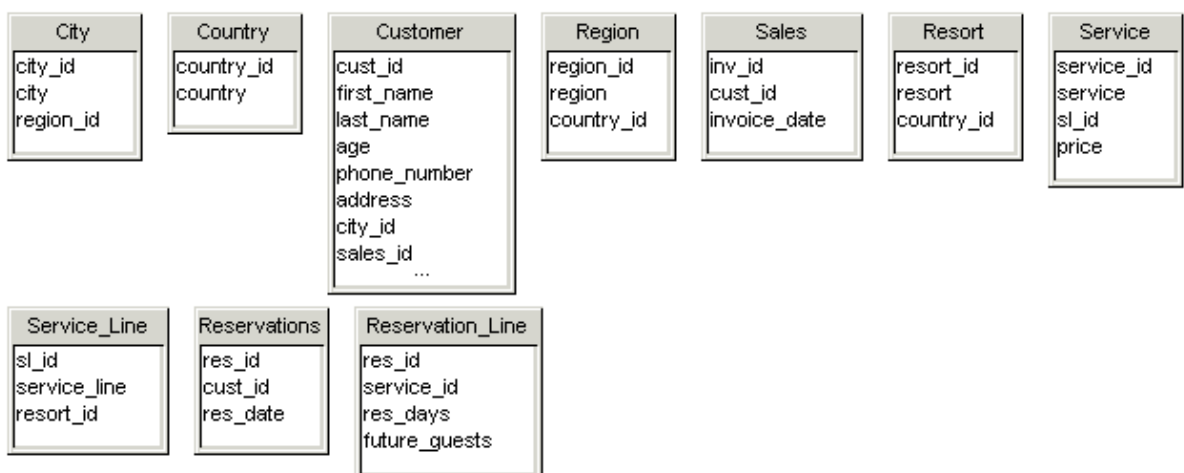 City
city_id
city
region_id
Country
country_id
country
Customer
cust_id
first_name
last_name
age
phone_number
address
city_id
sales_id
...
Region
region_id
region
country_id
Sales
inv_id
cust_id
invoice_date
Resort
resort_id
resort
country_id
Service
service_id
service
sl_id
price
Service_Line
sl_id
service_line
resort_id
Reservations
res_id
cust_id
res_date
Reservation_Line
res_id
service_id
res_days
future_guests